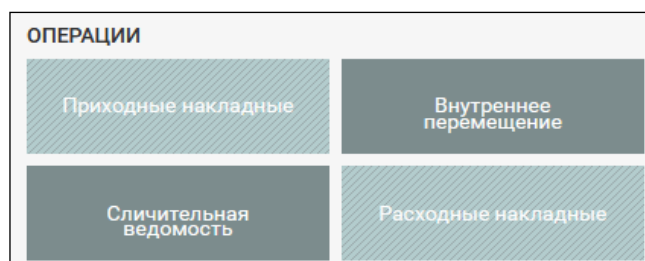 ОПЕРАЦИИ
Приходные накладные
Внутреннее
перемещение
Сличительная
ведомость
Расходные накладные